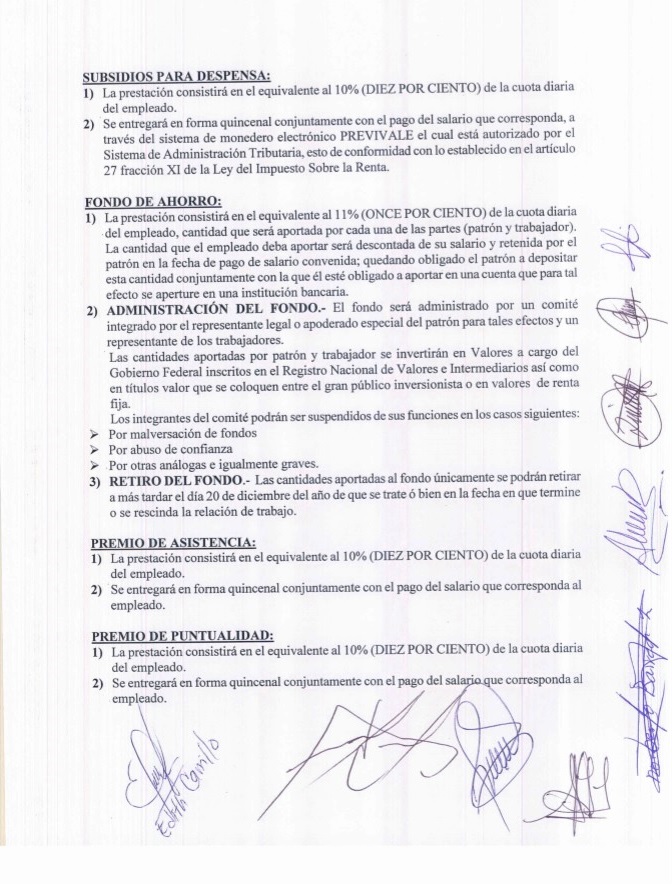 SUBSIDIOS PARA DESPENSA:
1) La prestación consistirá en el equivalente al 10% (DIEZ POR CIENTO) de la cuota diaria
del empleado.
2) Se entregará en forma quincenal conjuntamente con el pago del salario que corresponda, a
través del sistema de monedero electrónico PREVIVALE el cual está autorizado por el
Sistema de Administración Tributaria, esto de conformidad con lo establecido en el artículo
27 fracción XI de la Ley del Impuesto Sobre la Renta.
FONDO DE AHORRO:
1) La prestación consistirá en el equivalente al 11% (ONCE POR CIENTO) de la cuota diaria
del empleado, cantidad que será aportada por cada una de las partes (patrón y trabajador).
La cantidad que el empleado deba aportar será descontada de su salario y retenida por el
patrón en la fecha de pago de salario convenida; quedando obligado el patrón a depositar
esta cantidad conjuntamente con la que él esté obligado a aportar en una cuenta que para tal
efecto se aperture en una institución bancaria.
2) ADMINISTRACIÓN DEL FONDO.- El fondo será administrado por un comité
integrado por el representante legal o apoderado especial del patrón para tales efectos y un
representante de los trabajadores.
Las cantidades aportadas por patrón y trabajador se invertirán en Valores a cargo del
Gobierno Federal inscritos en el Registro Nacional de Valores e Intermediarios así como
en títulos valor que se coloquen entre el gran público inversionista o en valores de renta
fija.
Los integrantes del comité podrán ser suspendidos de sus funciones en los casos siguientes:
➢ Por malversación de fondos
➢ Por abuso de confianza
➢ Por otras análogas e igualmente graves.
3) RETIRO DEL FONDO.- Las cantidades aportadas al fondo únicamente se podrán retirar
a más tardar el día 20 de diciembre del año de que se trate ó bien en la fecha en que termine
o se rescinda la relación de trabajo.
PREMIO DE ASISTENCIA:
1) La prestación consistirá en el equivalente al 10% (DIEZ POR CIENTO) de la cuota diaria
del empleado.
2) Se entregará en forma quincenal conjuntamente con el pago del salario que corresponda al
empleado.
PREMIO DE PUNTUALIDAD:
1) La prestación consistirá en el equivalente al 10% (DIEZ POR CIENTO) de la cuota diaria
del empleado.
2) Se entregará en forma quincenal conjuntamente con el pago del salario que corresponda al
empleado.
Edith Carrillo